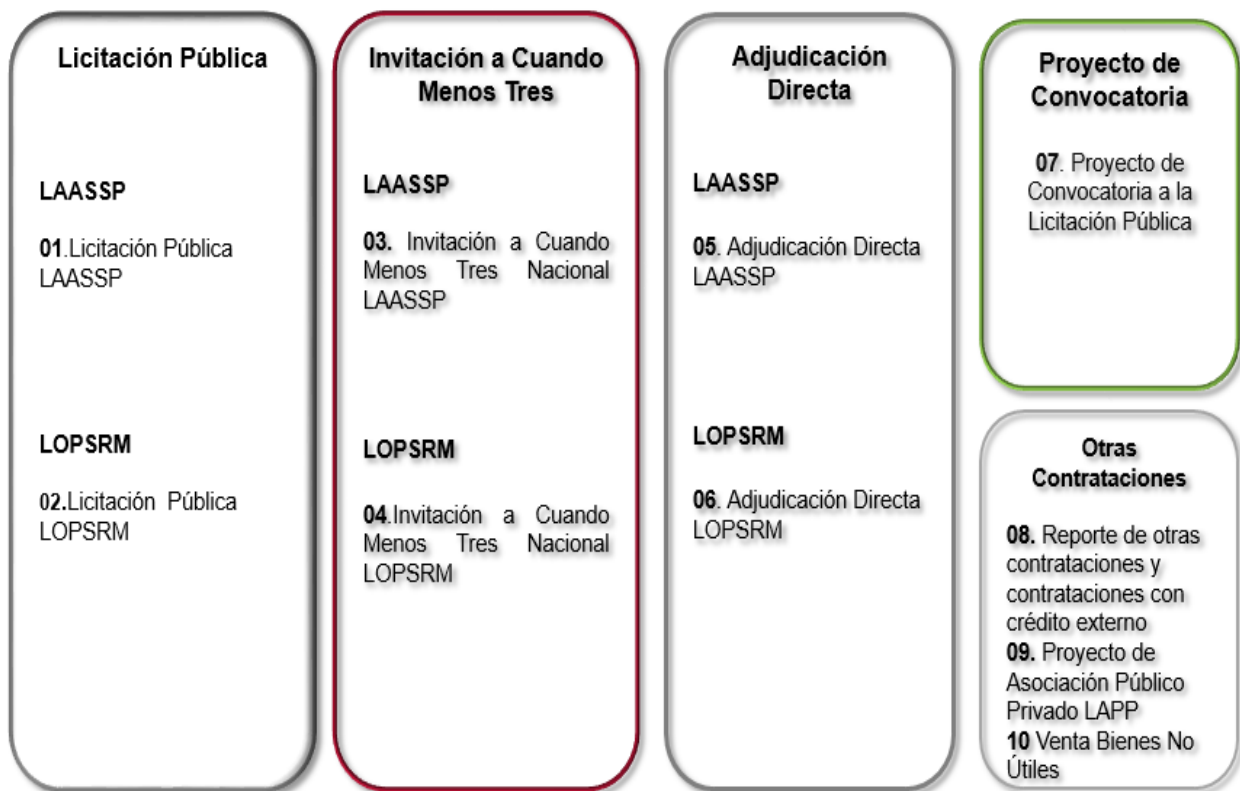 Licitación Pública
LAASSP
01.Licitación Pública
LAASSP
LOPSRM
02.Licitación Pública
LOPSRM
Invitación a Cuando
Menos Tres
LAASSP
03. Invitación a Cuando
Menos Tres Nacional
LAASSP
LOPSRM
04.Invitación a Cuando
Menos Tres Nacional
LOPSRM
Adjudicación
Directa
LAASSP
05. Adjudicación Directa
LAASSP
LOPSRM
06. Adjudicación Directa
LOPSRM
Proyecto de
Convocatoria
07. Proyecto de
Convocatoria a la
Licitación Pública
Otras
Contrataciones
08. Reporte de otras
contrataciones y
contrataciones con
crédito externo
09. Proyecto de
Asociación Público
Privado LAPP
10 Venta Bienes No
Útiles